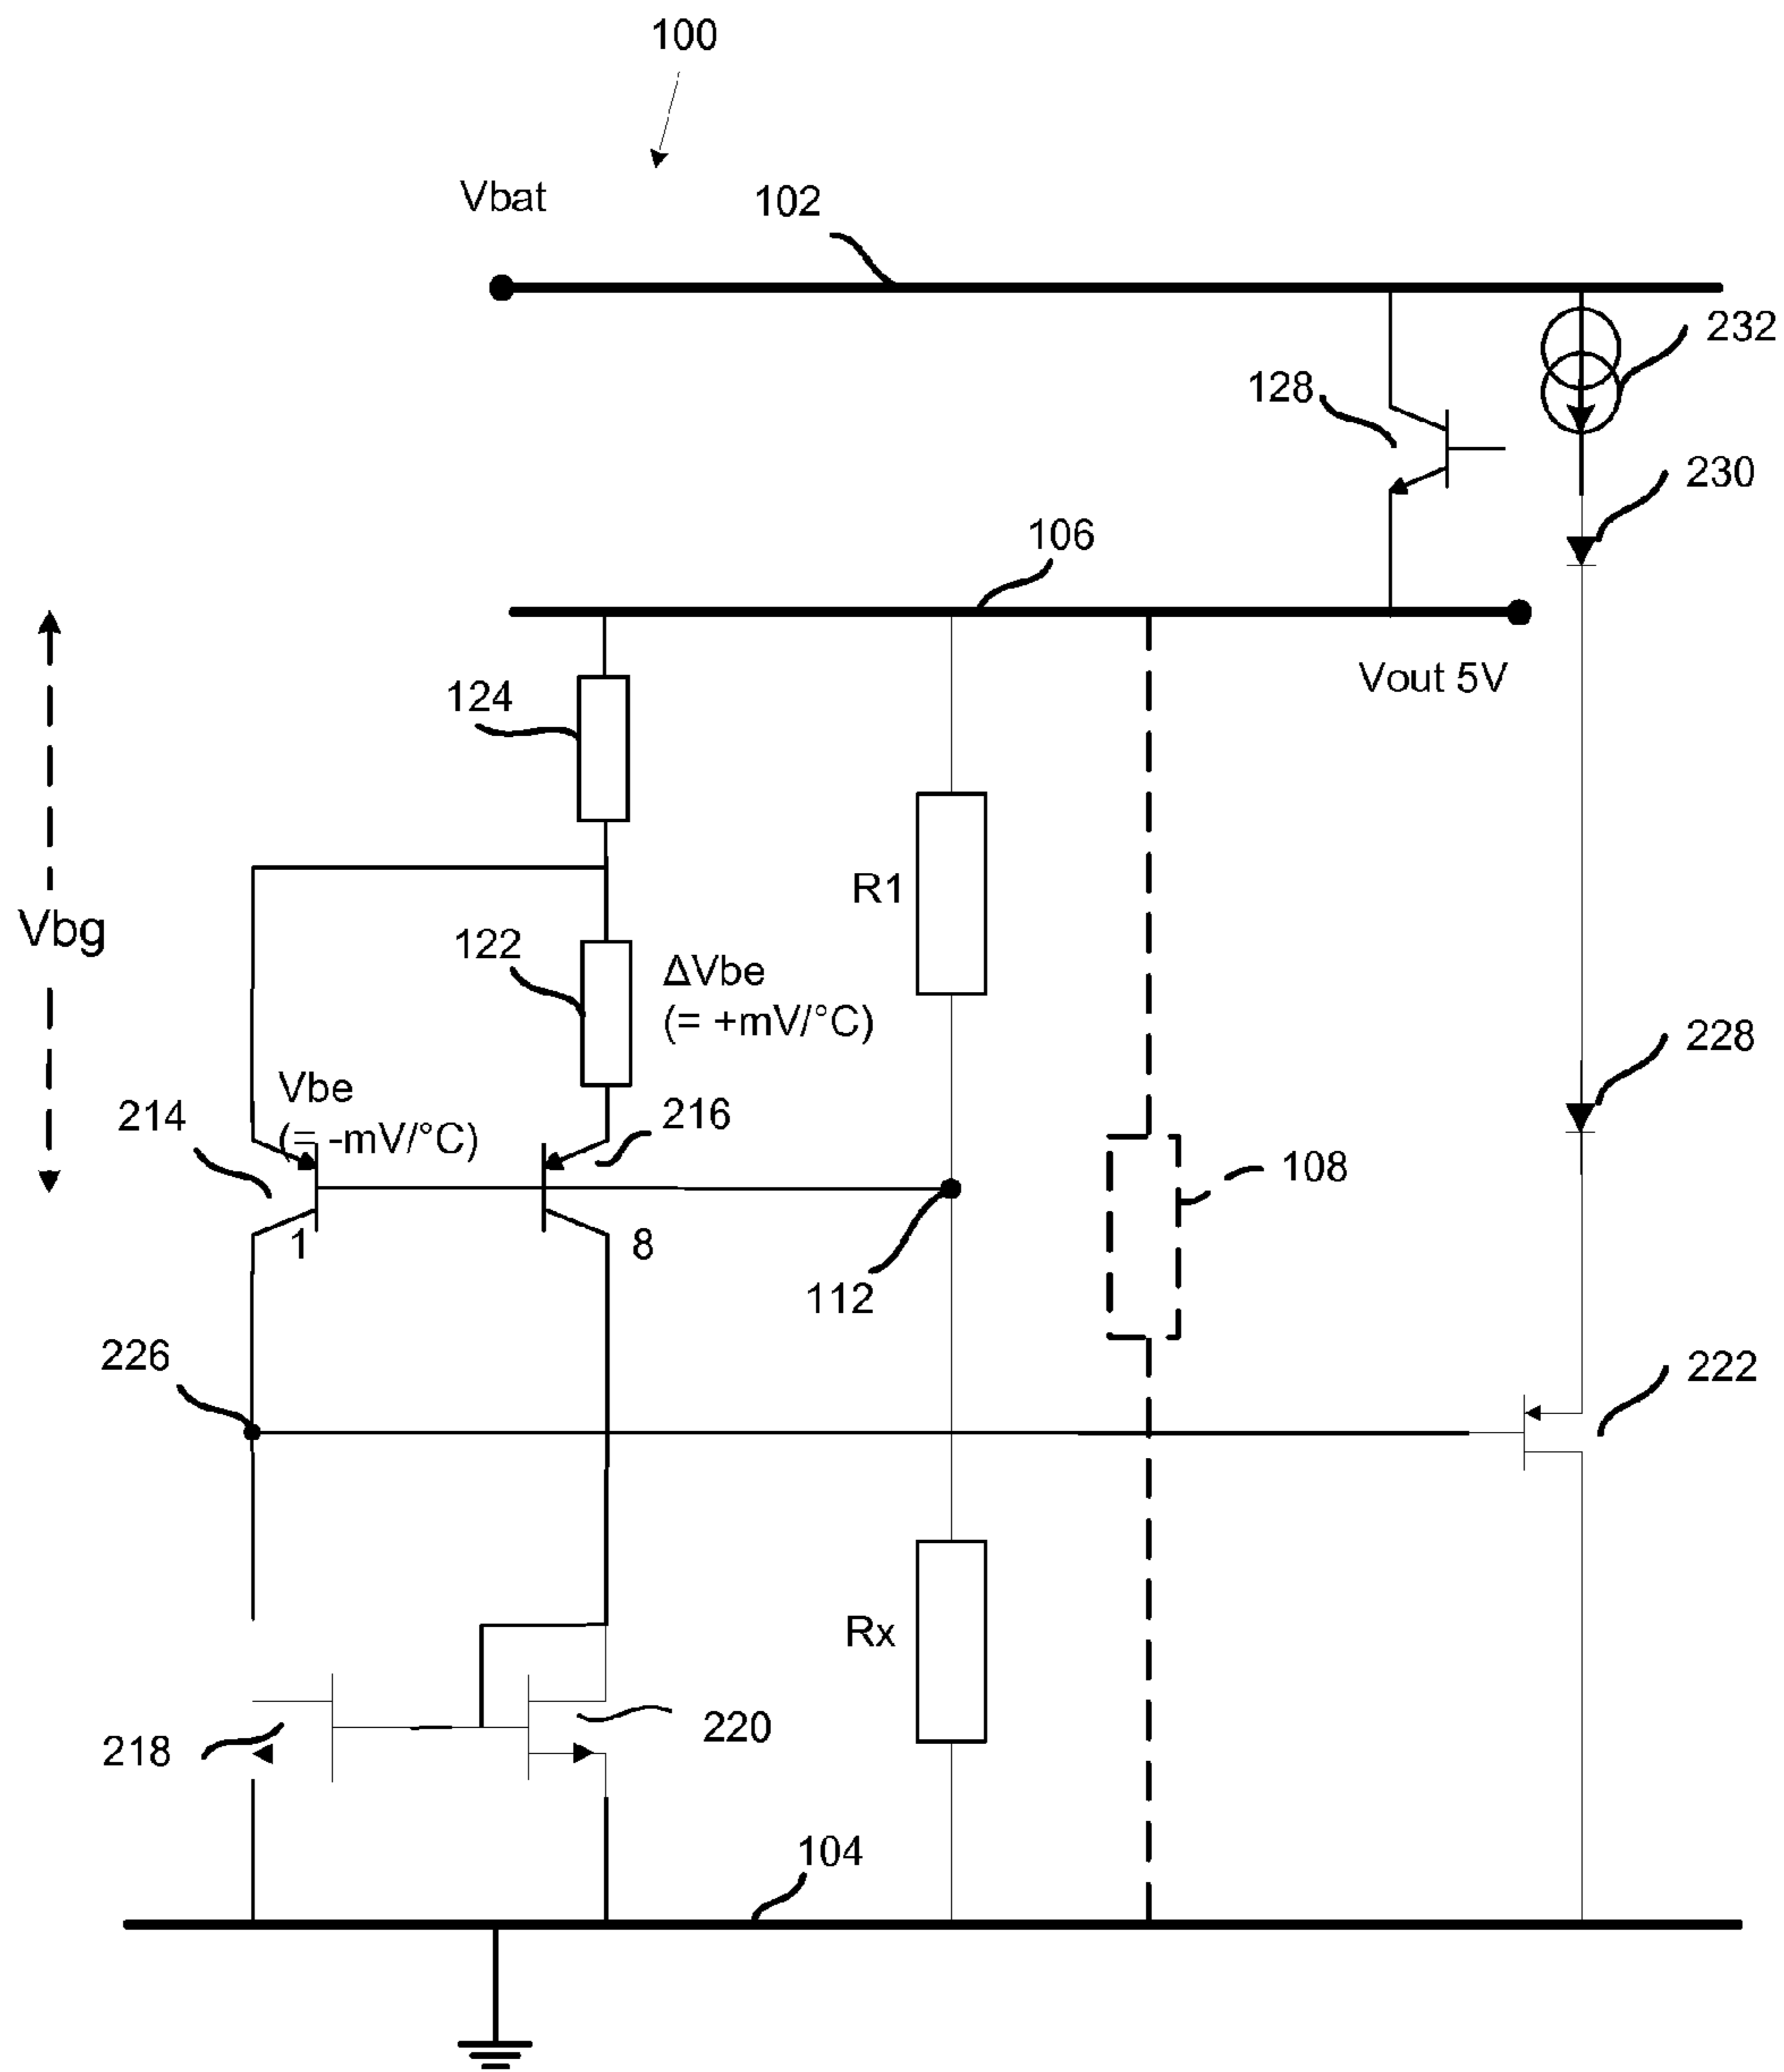 100
Vbat
102
232
128
230
106
Vout 5V
124
R1
Vbg
122
ΔVbe
(= +mV/°C)
228
Vbe
(= -mV/°C)
214
216
108
1
8
112
226
222
Rx
218
220
104